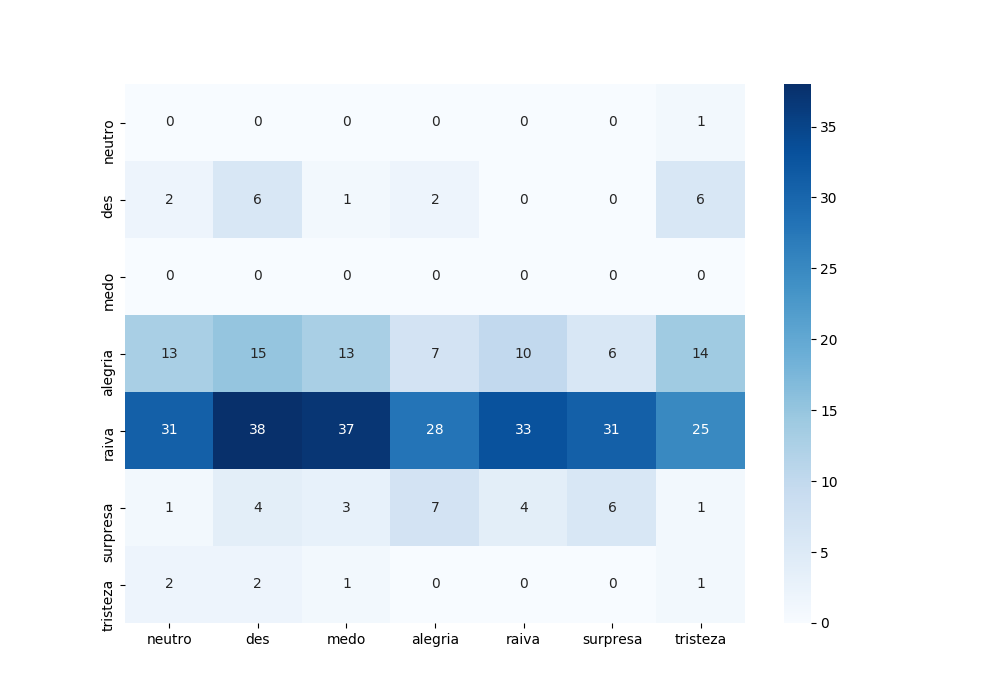 neutro 0 0 0 0 0 0 1
des 2 6 1 2 0 0 6
medo 0 0 0 0 0 0 0
alegria 13 15 13 7 10 6 14
raiva 31 38 37 28 33 31 25
surpresa 1 4 3 7 4 6 1
tristeza 2 2 1 0 0 0 1
neutro des medo alegria raiva surpresa tristeza
35
30
25
20
15
10
5
0